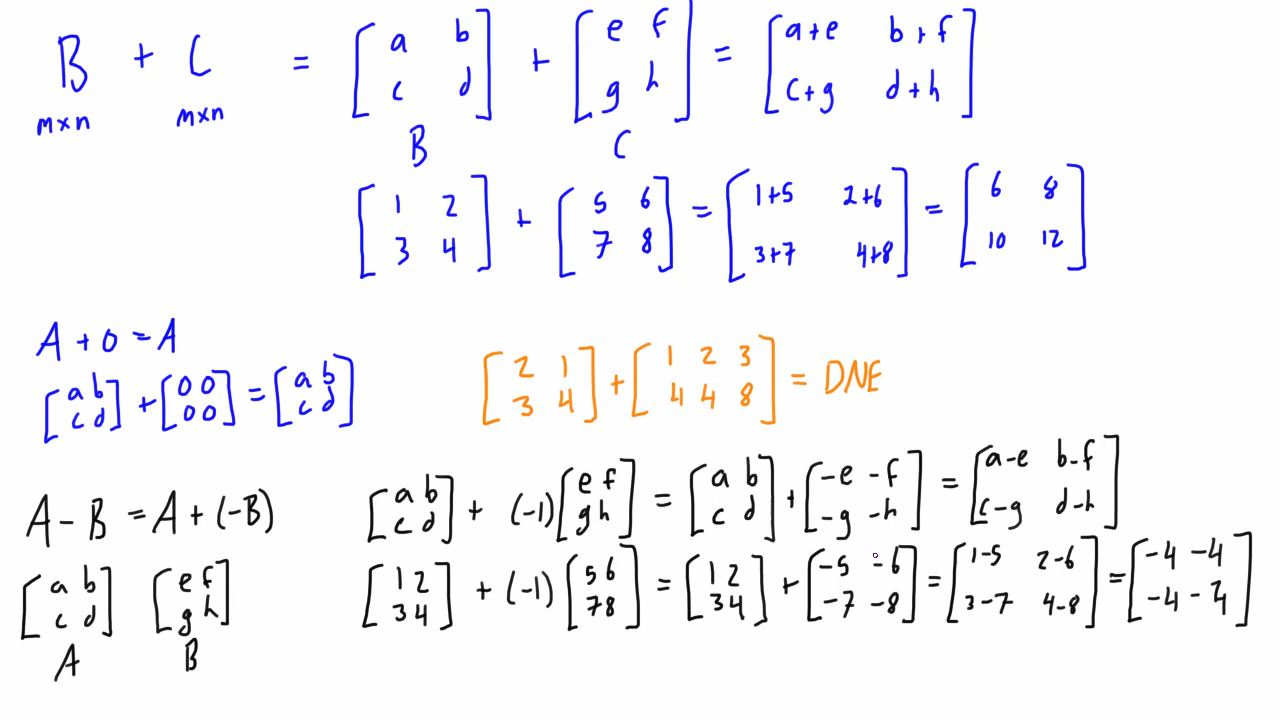 B + C = [a b] + [e f] = [a+e b+f]
m×n m×n [c d] [g h] [c+g d+h]
B C
[1 2] + [5 6] = [1+5 2+6] = [6 8]
[3 4] [7 8] [3+7 4+8] [10 12]
A + 0 = A
[a b] + [0 0] = [a b]
[c d] [0 0] [c d]
[2 1] + [1 2 3] = DNE
[3 4] [4 4 8]
A - B = A + (-B)
[a b] [e f]
[c d] [g h]
A B
[a b] + (-1) [e f] = [a b] + [-e -f] = [a-e b-f]
[c d] [g h] [c d] [-g -h] [c-g d-h]
[1 2] + (-1) [5 6] = [1 2] + [-5 -6] = [1-5 2-6] = [-4 -4]
[3 4] [7 8] [3 4] [-7 -8] [3-7 4-8] [-4 -4]